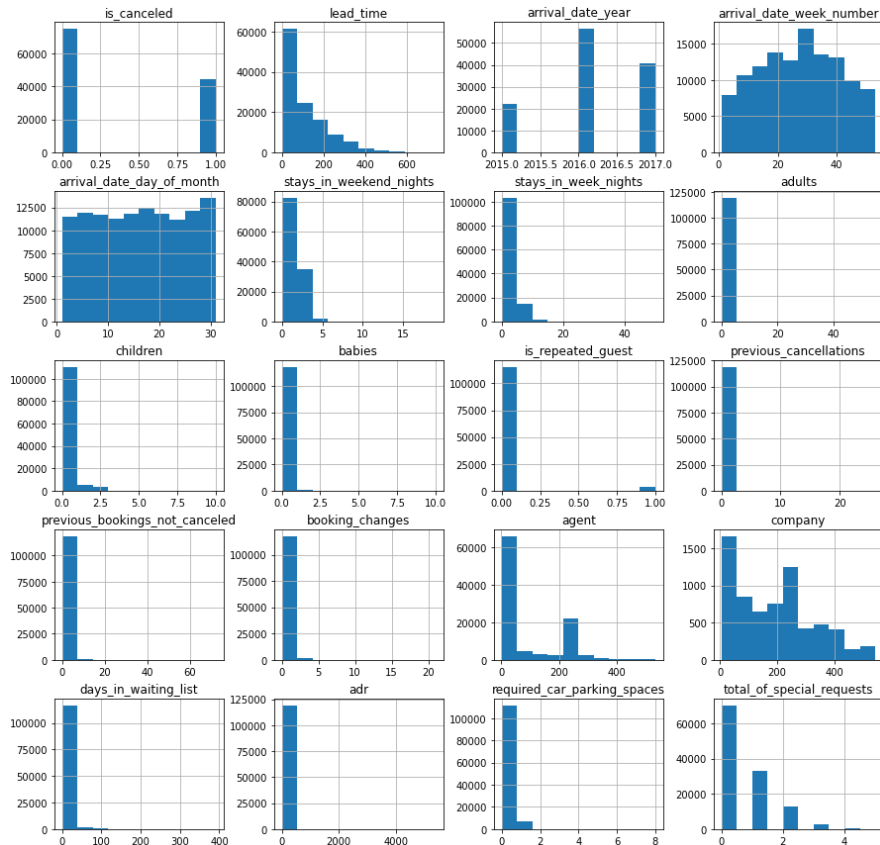 is_canceled lead_time arrival_date_year arrival_date_week_number
60000 40000 20000 0
0.00 0.25 0.50 0.75 1.00
60000 40000 20000 0
0 200 400 600
50000 40000 30000 20000 10000 0
2015.0 2015.5 2016.0 2016.5 2017.0
15000 10000 5000 0
0 20 40
arrival_date_day_of_month stays_in_weekend_nights stays_in_week_nights adults
12500 10000 7500 5000 2500 0
0 10 20 30
80000 60000 40000 20000 0
0 5 10 15
100000 80000 60000 40000 20000 0
0 20 40
125000 100000 75000 50000 25000 0
0 20 40
children babies is_repeated_guest previous_cancellations
100000 80000 60000 40000 20000 0
0.0 2.5 5.0 7.5 10.0
100000 75000 50000 25000 0
0.0 2.5 5.0 7.5 10.0
100000 75000 50000 25000 0
0.00 0.25 0.50 0.75 1.00
125000 100000 75000 50000 25000 0
0 10 20
previous_bookings_not_canceled booking_changes agent company
100000 75000 50000 25000 0
0 20 40 60
100000 75000 50000 25000 0
0 5 10 15 20
60000 40000 20000 0
0 200 400
1500 1000 500 0
0 200 400
days_in_waiting_list adr required_car_parking_spaces total_of_special_requests
100000 75000 50000 25000 0
0 100 200 300 400
125000 100000 75000 50000 25000 0
0 2000 4000
100000 80000 60000 40000 20000 0
0 2 4 6 8
60000 40000 20000 0
0 2 4